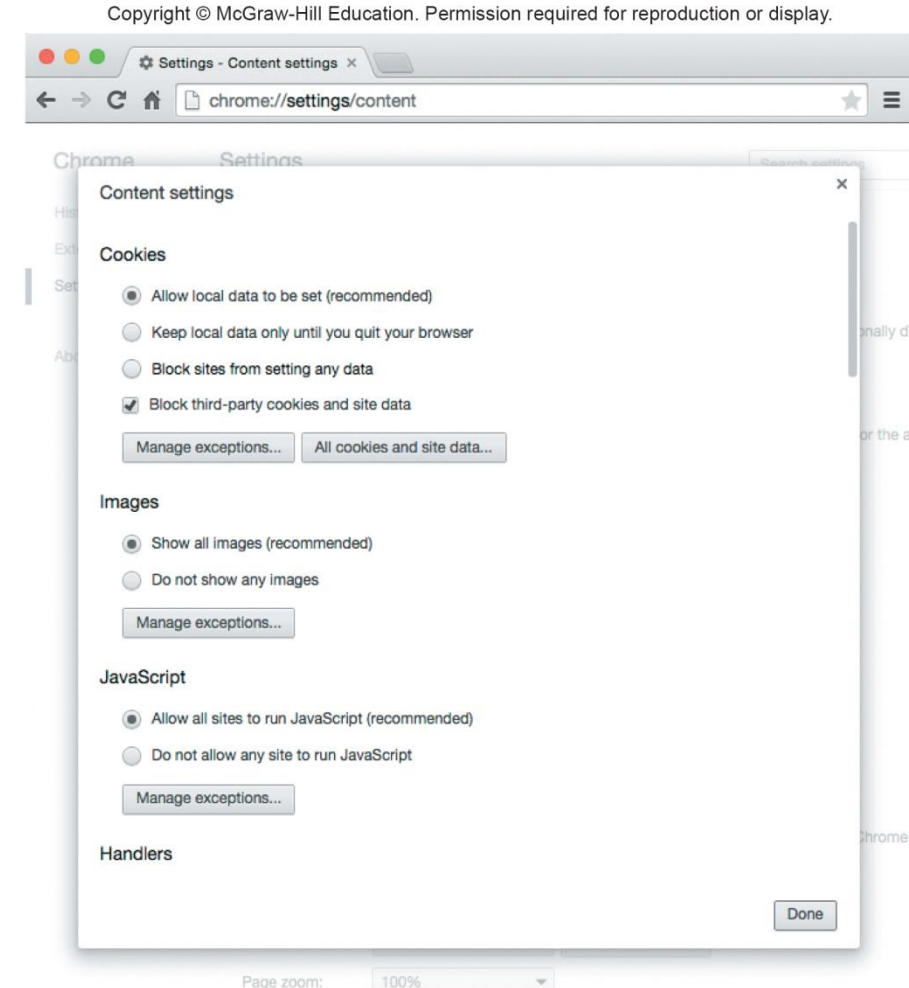 Copyright © McGraw-Hill Education. Permission required for reproduction or display.
Settings - Content settings ×
chrome://settings/content
Chrome Settings Search settings
Content settings ×
Cookies
Allow local data to be set (recommended)
Keep local data only until you quit your browser
Block sites from setting any data
Block third-party cookies and site data
Manage exceptions... All cookies and site data...
Images
Show all images (recommended)
Do not show any images
Manage exceptions...
JavaScript
Allow all sites to run JavaScript (recommended)
Do not allow any site to run JavaScript
Manage exceptions...
Chrome
Handlers
Done
Page zoom: 100%